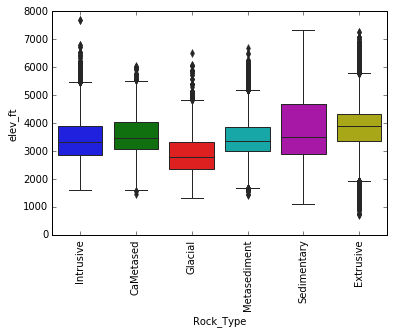 8000
7000
6000
5000
4000
3000
2000
1000
0
elev_ft
Intrusive
CaMetased
Glacial
Metasediment
Sedimentary
Extrusive
Rock_Type